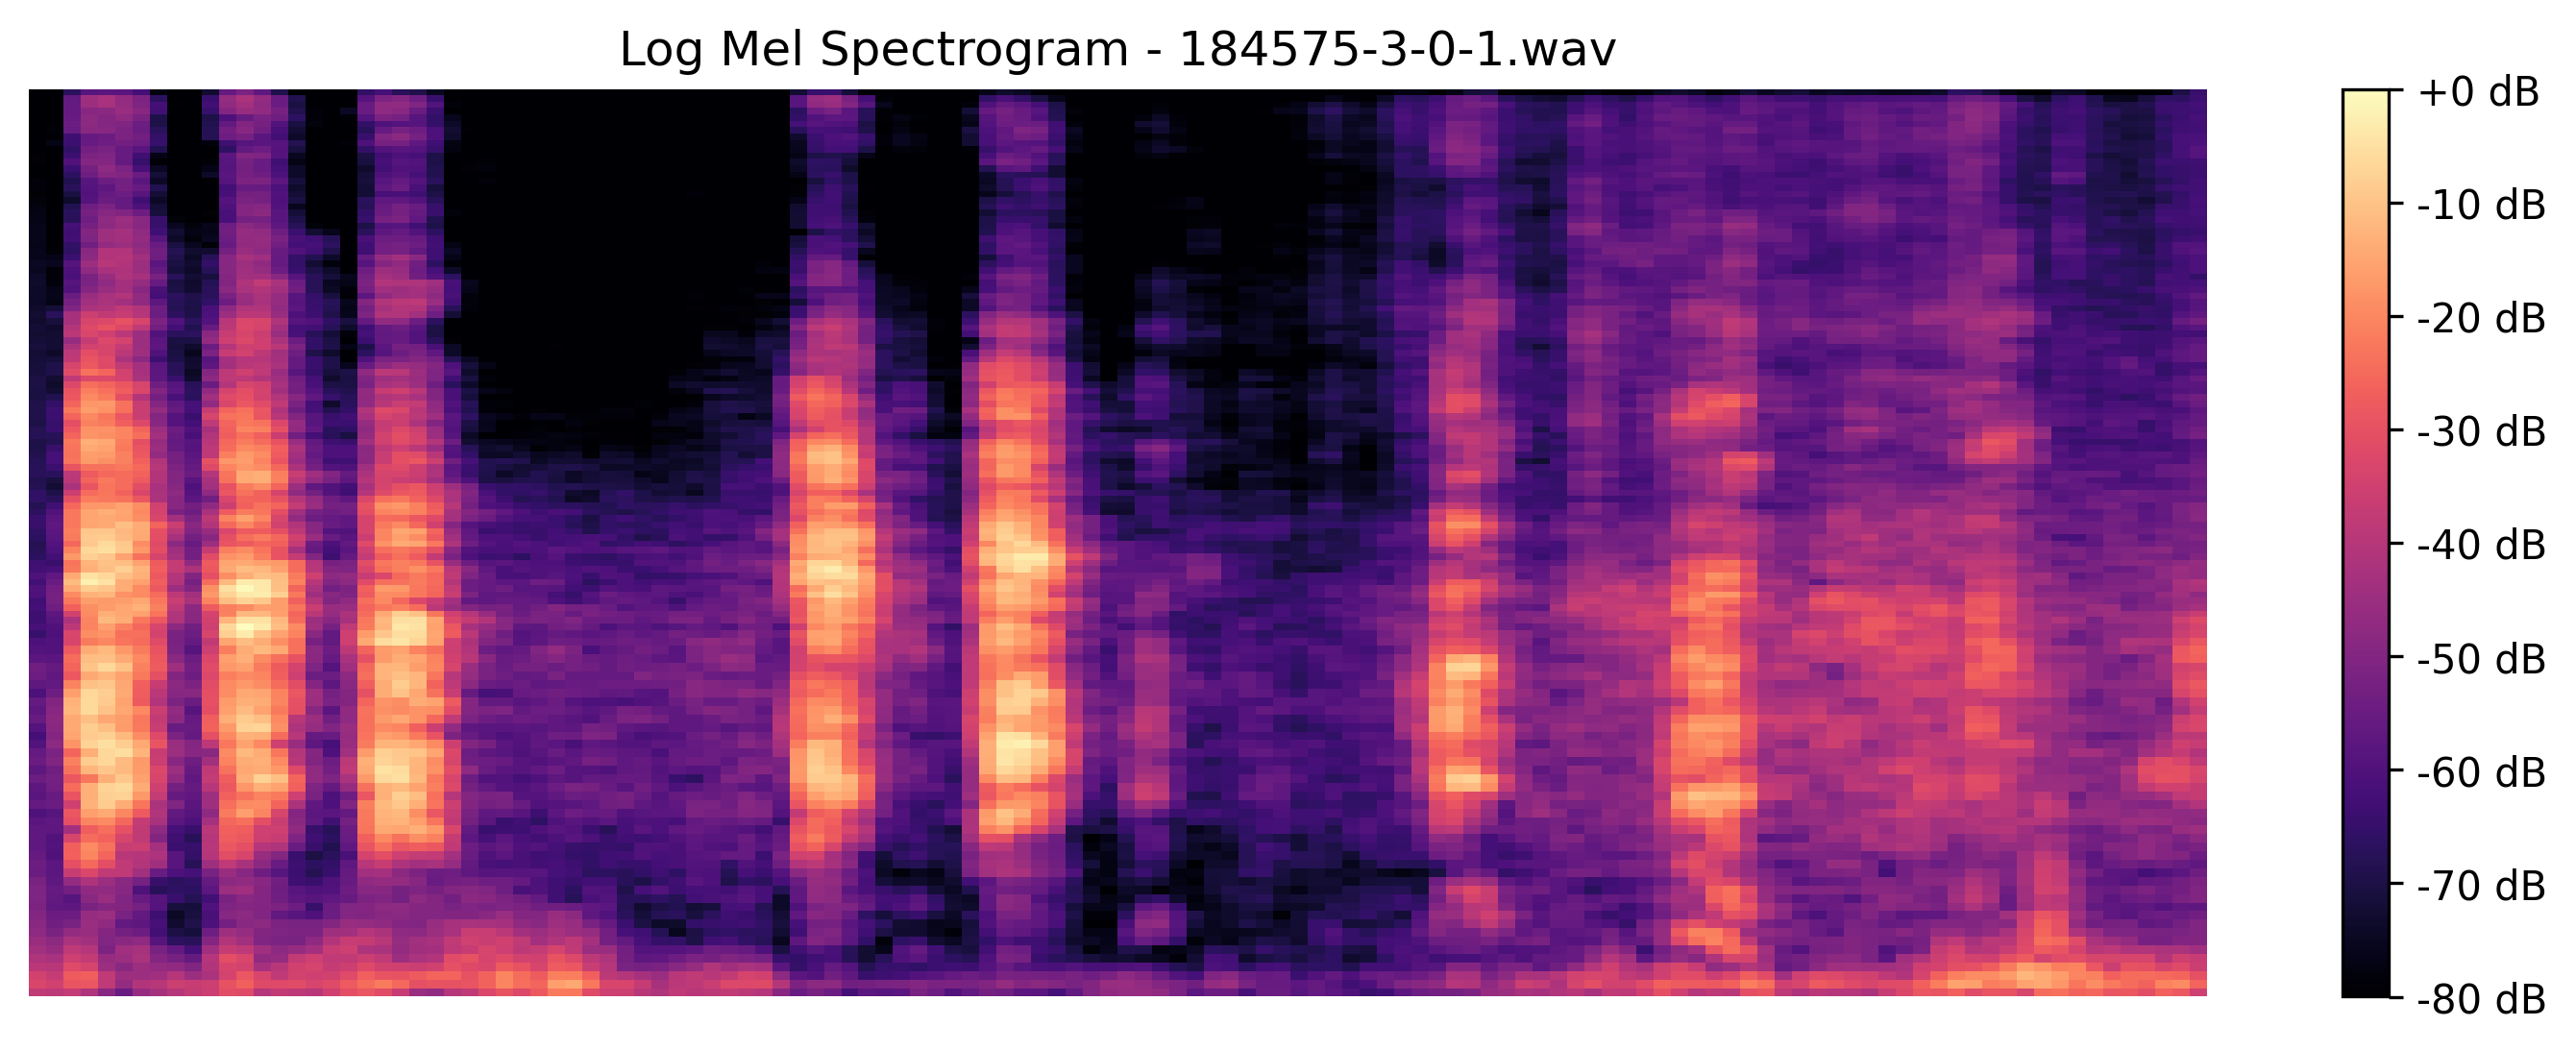 Log Mel Spectrogram - 184575-3-0-1.wav
+0 dB
-10 dB
-20 dB
-30 dB
-40 dB
-50 dB
-60 dB
-70 dB
-80 dB